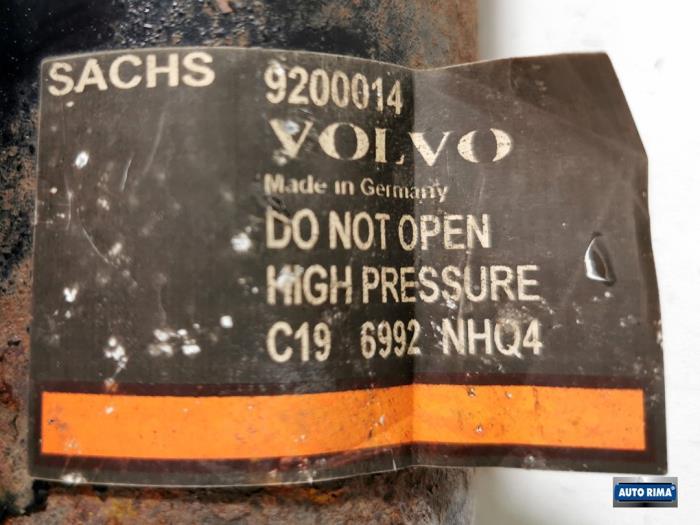 SACHS
9200014
VOLVO
Made in Germany
DO NOT OPEN
HIGH PRESSURE
C19 6992 NHQ4
AUTO RIMA